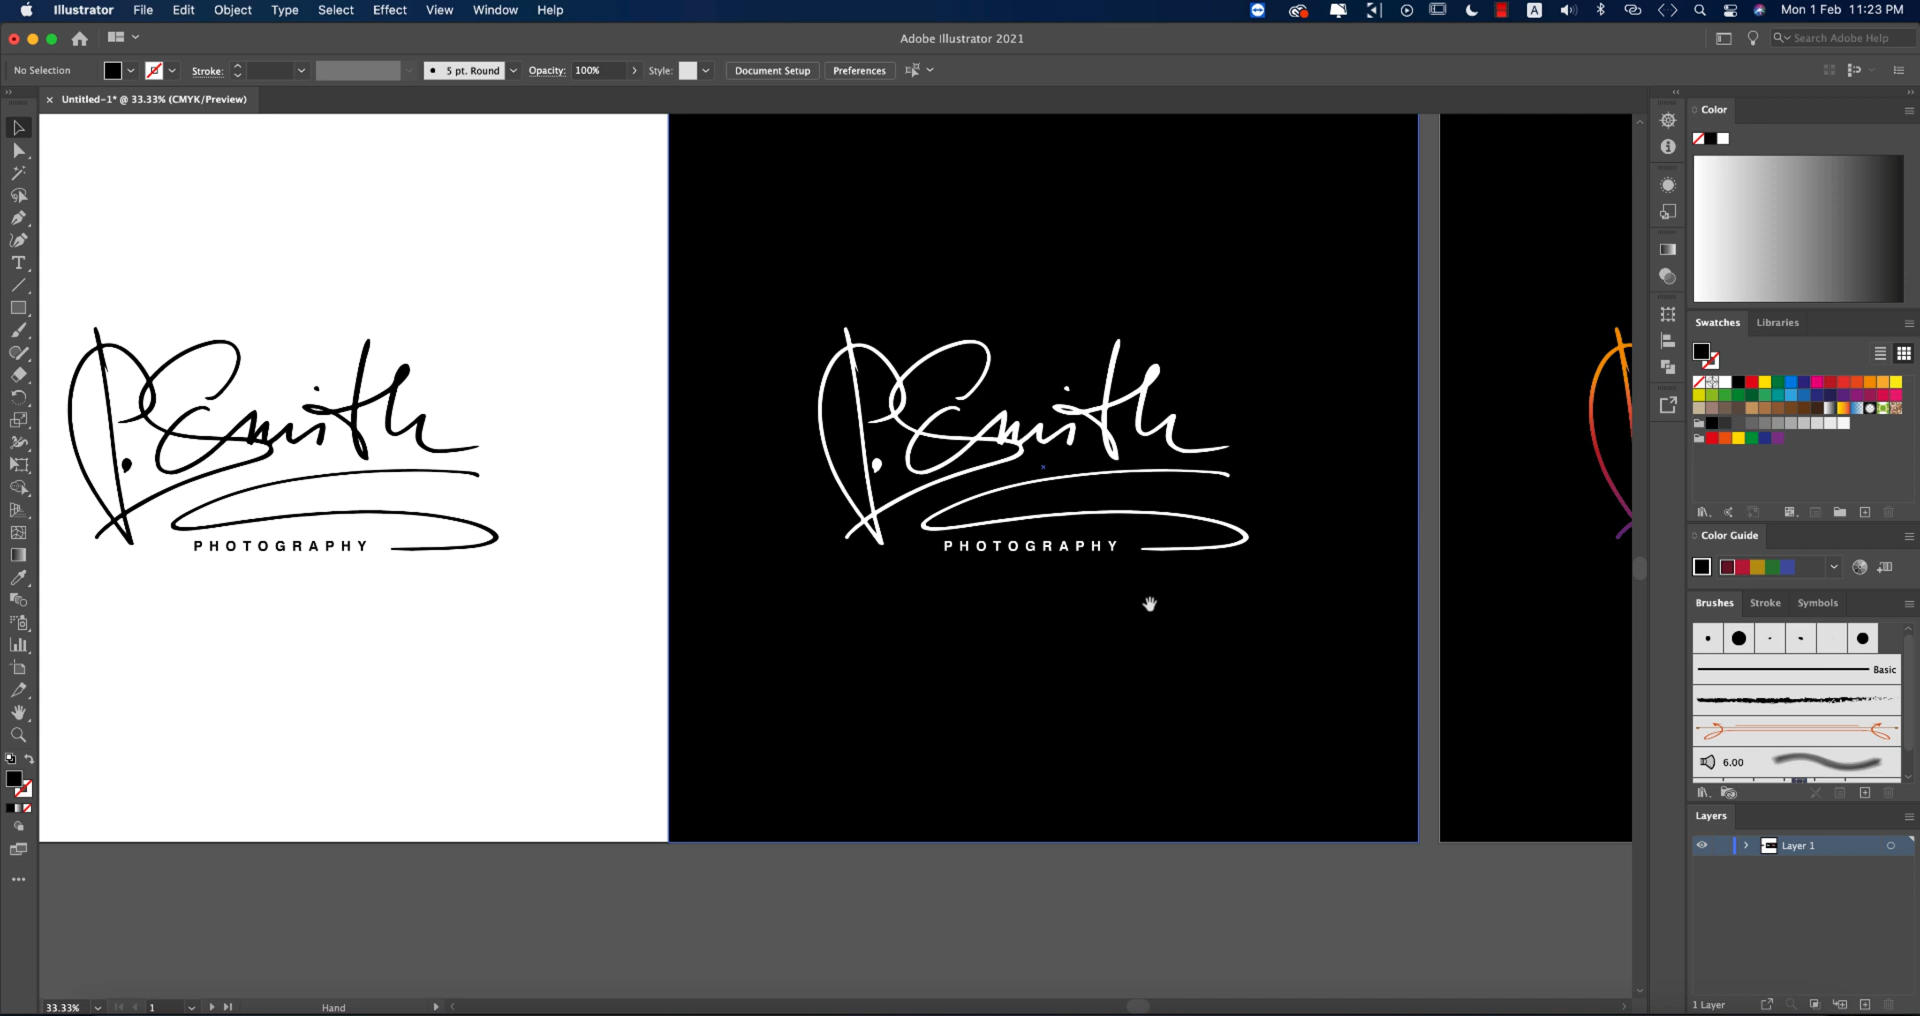 Illustrator File Edit Object Type Select Effect View Window Help A Mon 1 Feb 11:23 PM
Adobe Illustrator 2021 Search Adobe Help
No Selection Stroke: 5 pt. Round Opacity: 100% Style: Document Setup Preferences
Untitled-1* @ 33.33% (CMYK/Preview)
Color
Swatches Libraries
P. Smith P. Smith
PHOTOGRAPHY PHOTOGRAPHY
Color Guide
Brushes Stroke Symbols
Basic
6.00
Layers
Layer 1
33.33% 1 Hand 1 Layer